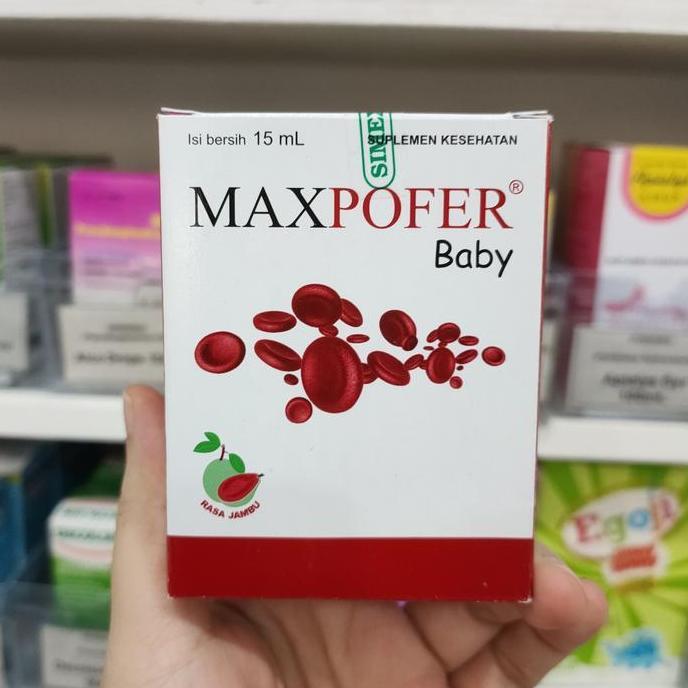 Isi bersih 15 mL
SUPLEMEN KESEHATAN
SIMEX
MAXPOFER®
Baby
RASA JAMBU